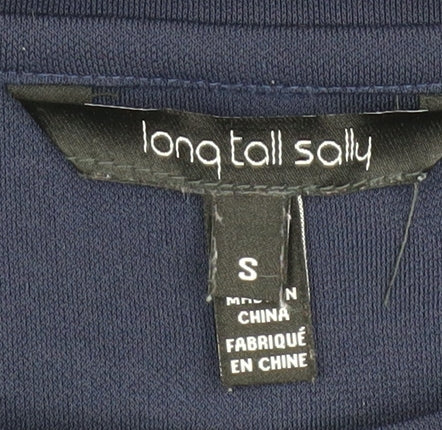 long tall sally
S
CHINA
FABRIQUÉ
EN CHINE